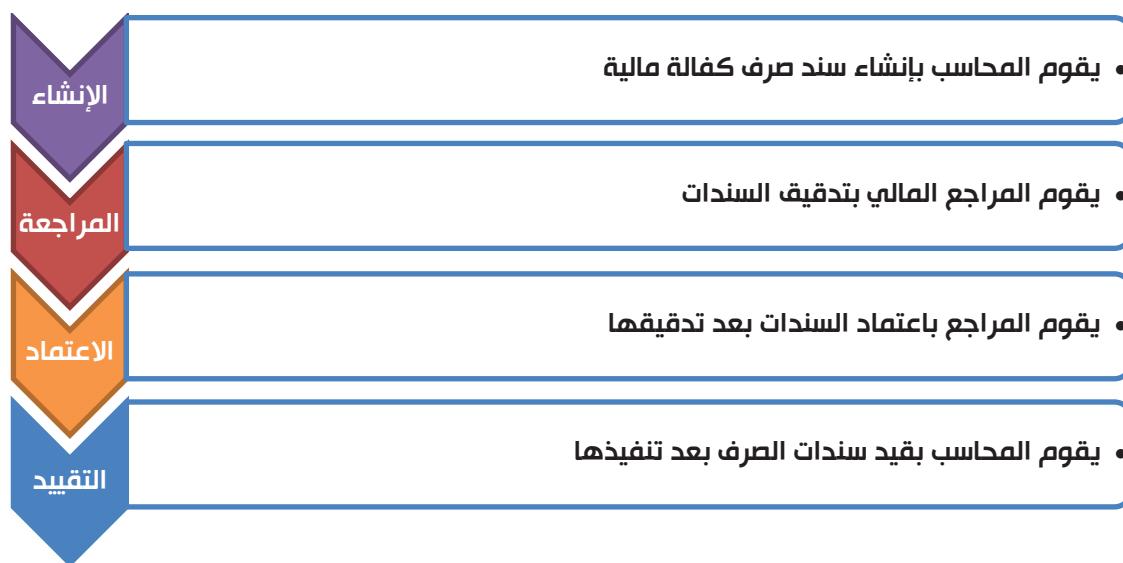 الإنشاء
• يقوم المحاسب بإنشاء سند صرف كفالة مالية
المراجعة
• يقوم المراجع المالي بتدقيق السندات
الاعتماد
• يقوم المراجع باعتماد السندات بعد تدقيقها
التقييد
• يقوم المحاسب بقيد سندات الصرف بعد تنفيذها